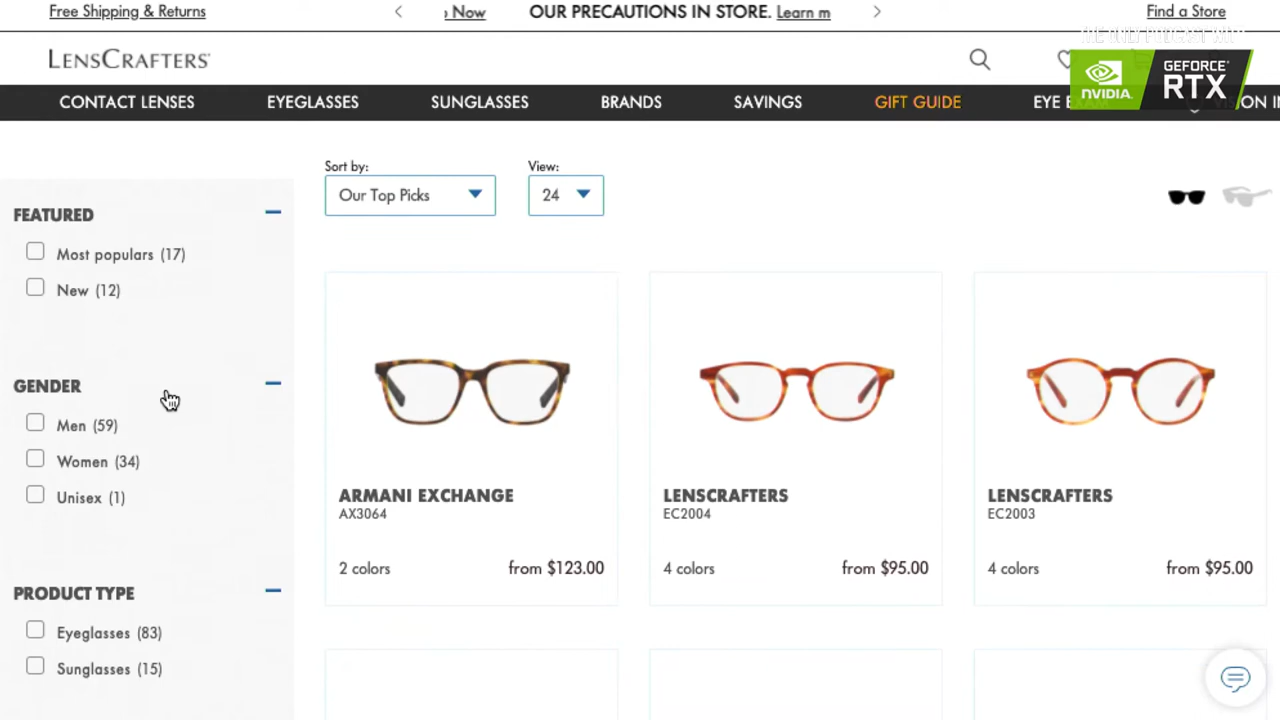 Free Shipping & Returns
Now
OUR PRECAUTIONS IN STORE. Learn m
Find a Store
LENSCRAFTERS
NVIDIA.
GEFORCE
RTX
CONTACT LENSES
EYEGLASSES
SUNGLASSES
BRANDS
SAVINGS
GIFT GUIDE
EYE
Sort by:
Our Top Picks
View:
24
FEATURED
Most populars (17)
New (12)
GENDER
Men (59)
Women (34)
Unisex (1)
PRODUCT TYPE
Eyeglasses (83)
Sunglasses (15)
ARMANI EXCHANGE
AX3064
2 colors
from $123.00
LENSCRAFTERS
EC2004
4 colors
from $95.00
LENSCRAFTERS
EC2003
4 colors
from $95.00